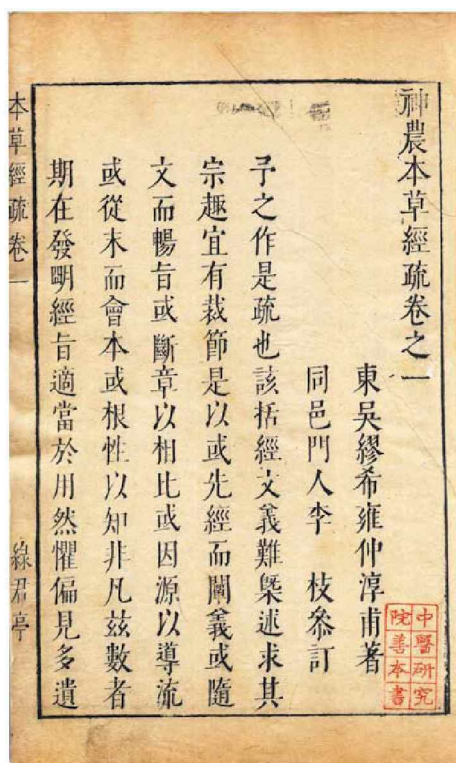 神農本草經疏卷之一
東吳繆希雍仲淳甫著
同邑門人李 枝叅訂
予之作是疏也該括經文義難槩述求其
宗趣宜有裁節是以或先經而闡義或隨
文而暢旨或斷章以相比或因源以導流
或從末而會本或根性以知非凡茲數者
期在發明經旨適當於用然懼偏見多遺
本草經疏卷一
綠君亭
中醫研究
院善本書